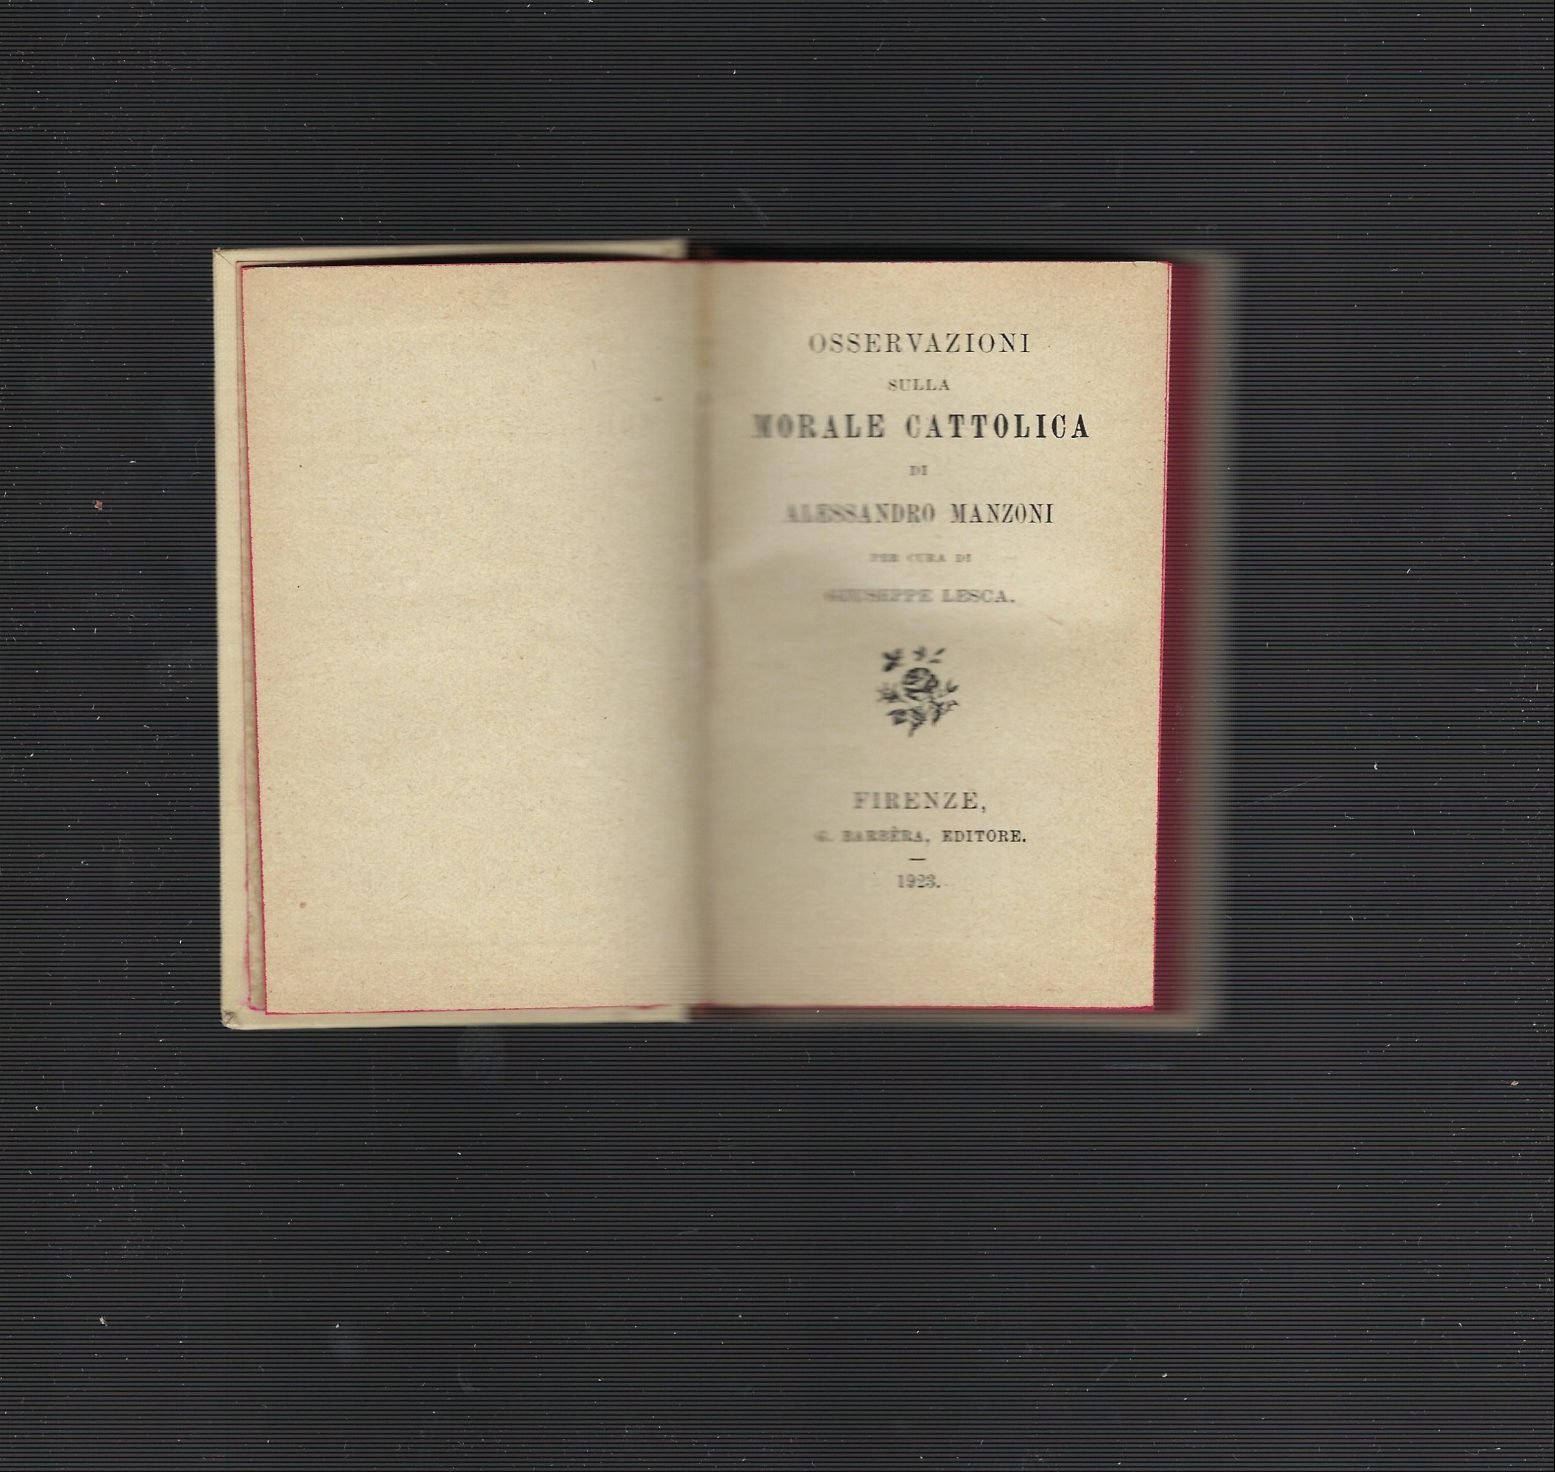 OSSERVAZIONI
SULLA
MORALE CATTOLICA
DI
ALESSANDRO MANZONI
PER CURA DI
GIUSEPPE LESCA.
FIRENZE,
G. BARBÈRA, EDITORE.
1923.